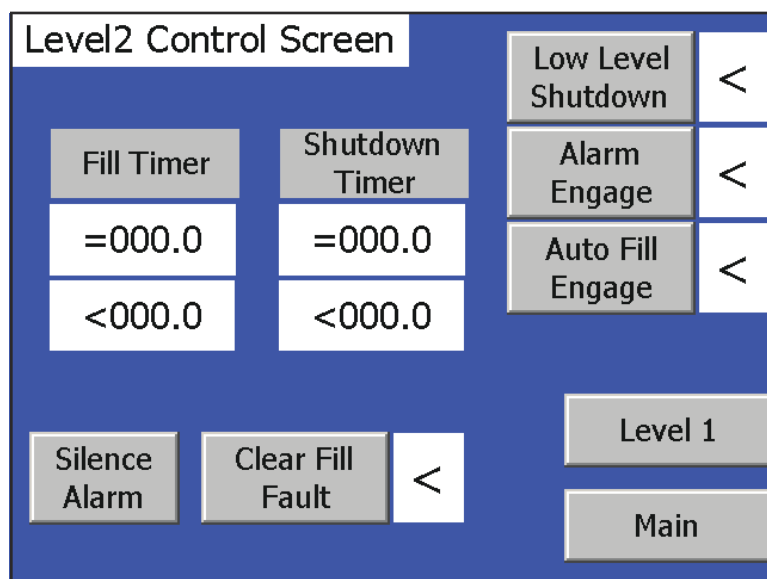 Level2 Control Screen
Low Level
Shutdown
<
Alarm
Engage
<
Auto Fill
Engage
<
Fill Timer
=000.0
<000.0
Shutdown
Timer
=000.0
<000.0
Silence
Alarm
Clear Fill
Fault
<
Level 1
Main